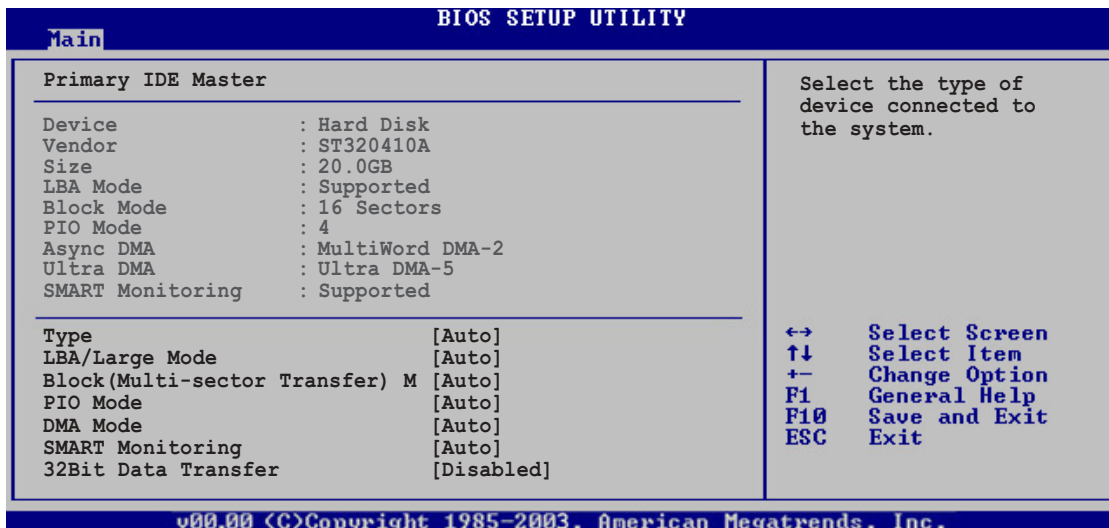 BIOS SETUP UTILITY
Main
Primary IDE Master
Device : Hard Disk
Vendor : ST320410A
Size : 20.0GB
LBA Mode : Supported
Block Mode : 16 Sectors
PIO Mode : 4
Async DMA : MultiWord DMA-2
Ultra DMA : Ultra DMA-5
SMART Monitoring : Supported
Type [Auto]
LBA/Large Mode [Auto]
Block(Multi-sector Transfer) M [Auto]
PIO Mode [Auto]
DMA Mode [Auto]
SMART Monitoring [Auto]
32Bit Data Transfer [Disabled]
Select the type of
device connected to
the system.
←→ Select Screen
↑↓ Select Item
+- Change Option
F1 General Help
F10 Save and Exit
ESC Exit
v00.00 (C)Copyright 1985-2003, American Megatrends, Inc.